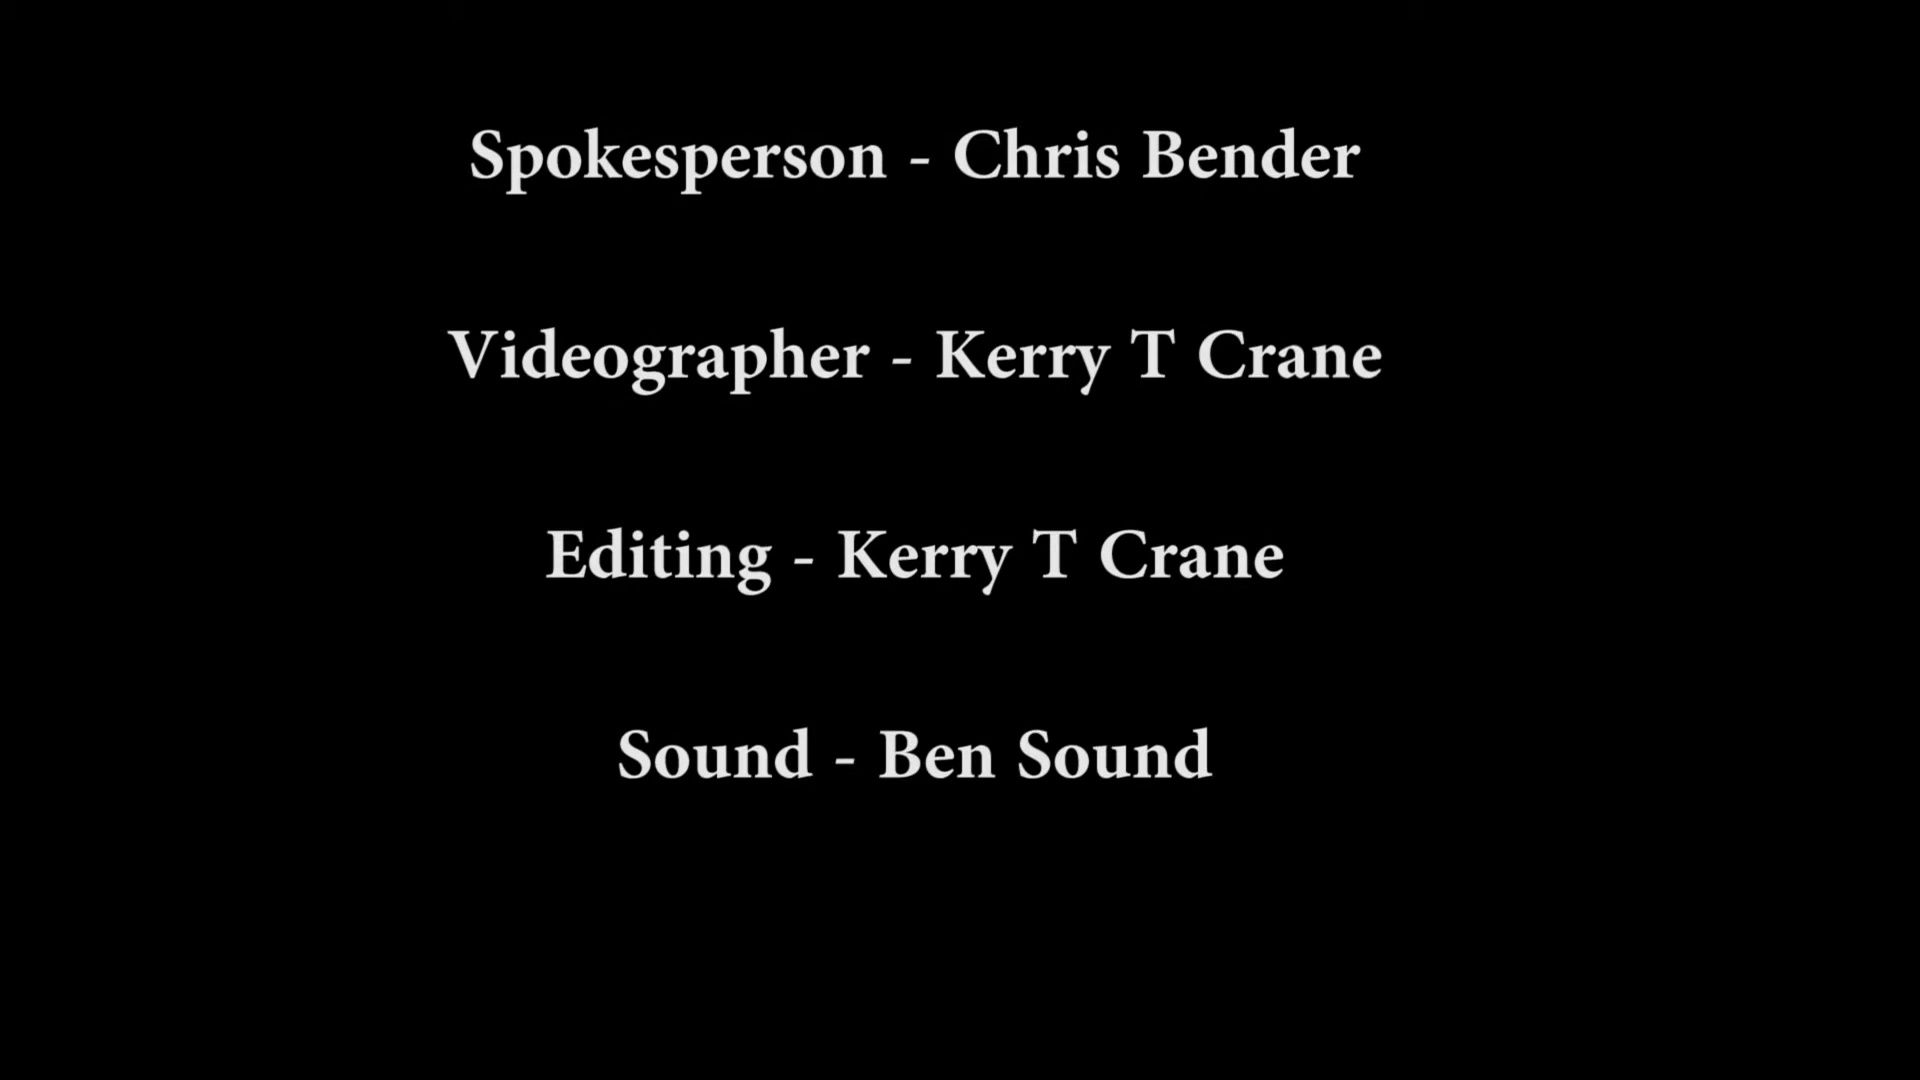 Spokesperson - Chris Bender
Videographer - Kerry T Crane
Editing - Kerry T Crane
Sound - Ben Sound